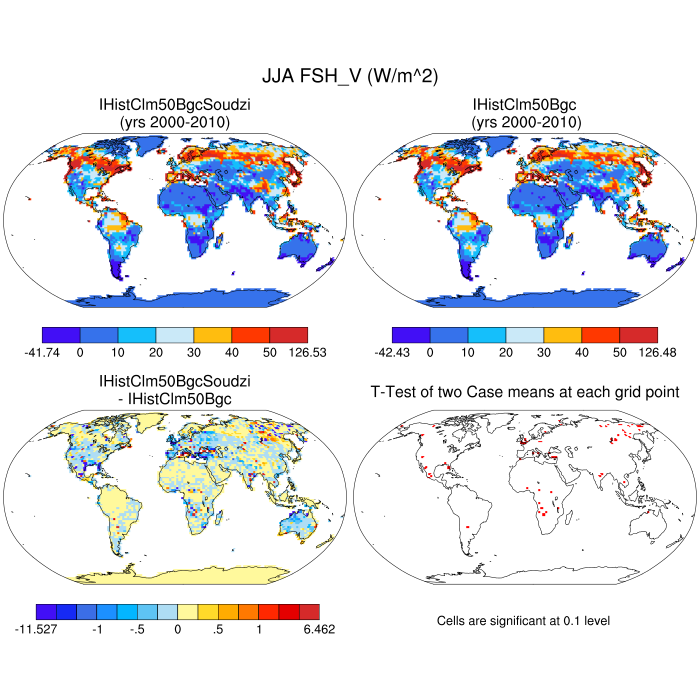 JJA FSH_V (W/m^2)
IHistClm50BgcSoudzi
(yrs 2000-2010)
IHistClm50Bgc
(yrs 2000-2010)
-41.74 0 10 20 30 40 50 126.53
-42.43 0 10 20 30 40 50 126.48
IHistClm50BgcSoudzi
- IHistClm50Bgc
T-Test of two Case means at each grid point
-11.527 -1 -.5 0 .5 1 6.462
Cells are significant at 0.1 level